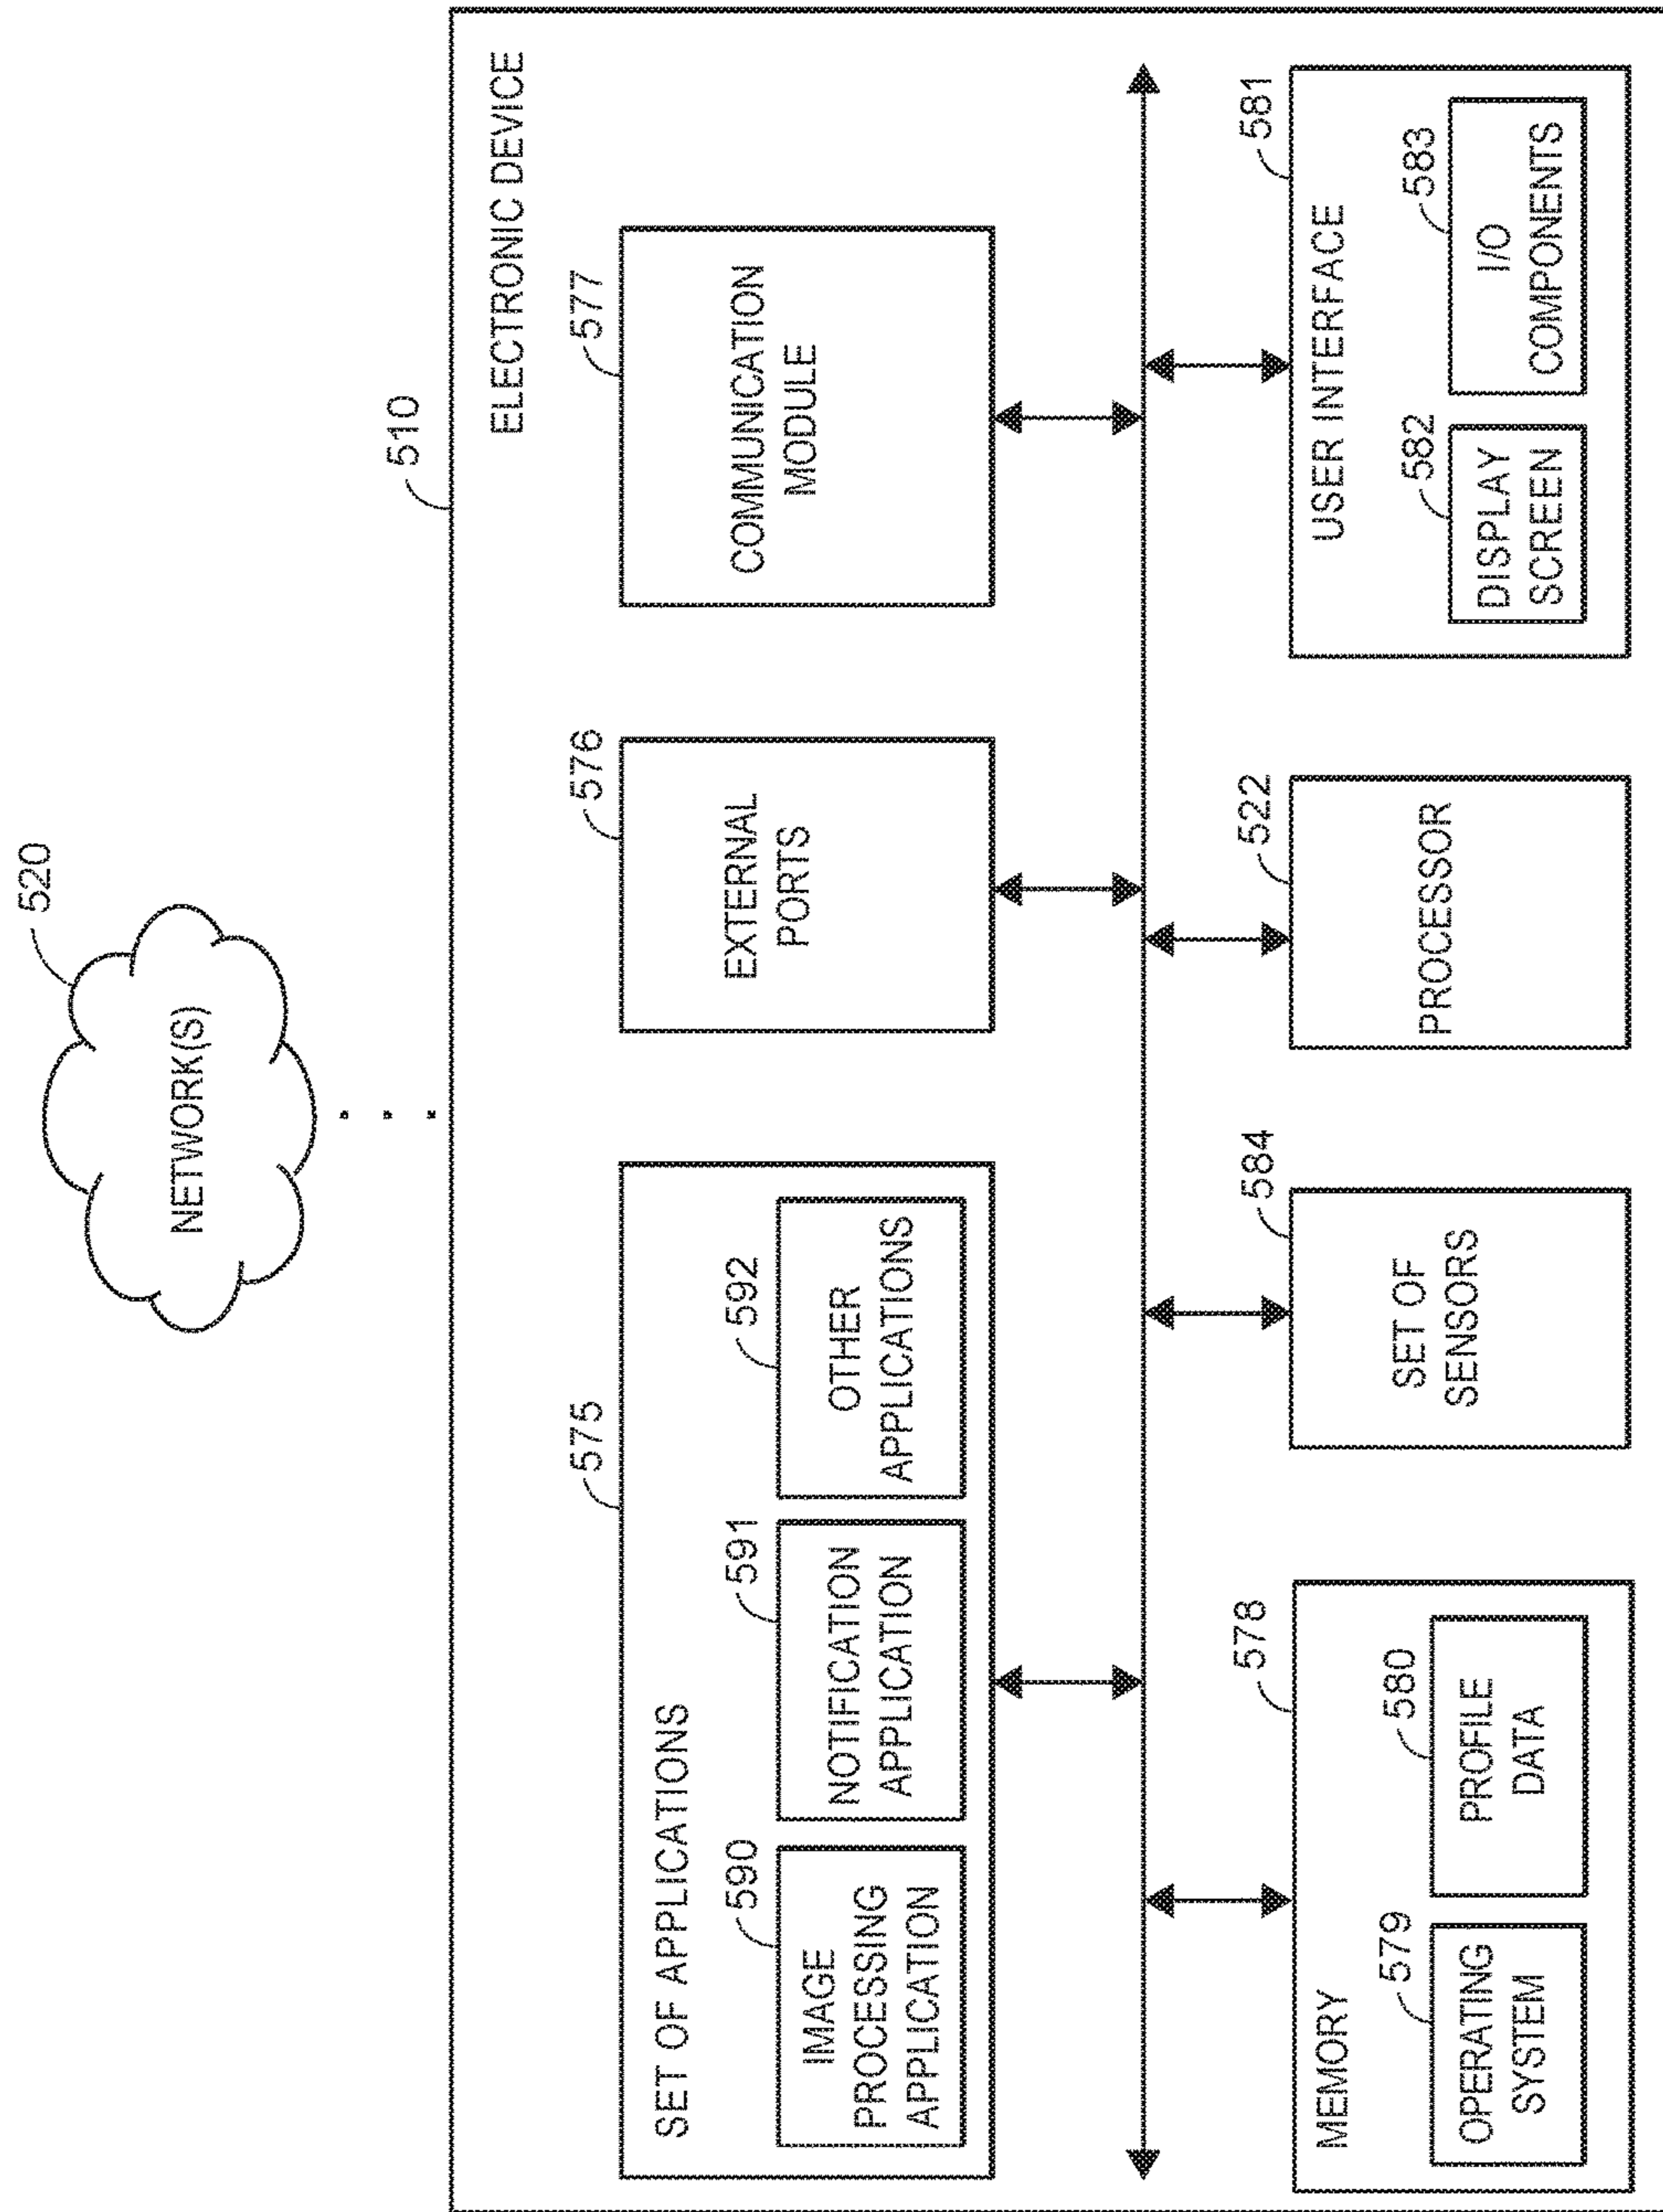 520
NETWORK(S)
510
ELECTRONIC DEVICE
575
SET OF APPLICATIONS
590
IMAGE
PROCESSING
APPLICATION
591
NOTIFICATION
APPLICATION
592
OTHER
APPLICATIONS
576
EXTERNAL
PORTS
577
COMMUNICATION
MODULE
578
MEMORY
579
OPERATING
SYSTEM
580
PROFILE
DATA
584
SET OF
SENSORS
522
PROCESSOR
581
USER INTERFACE
582
DISPLAY
SCREEN
583
I/O
COMPONENTS